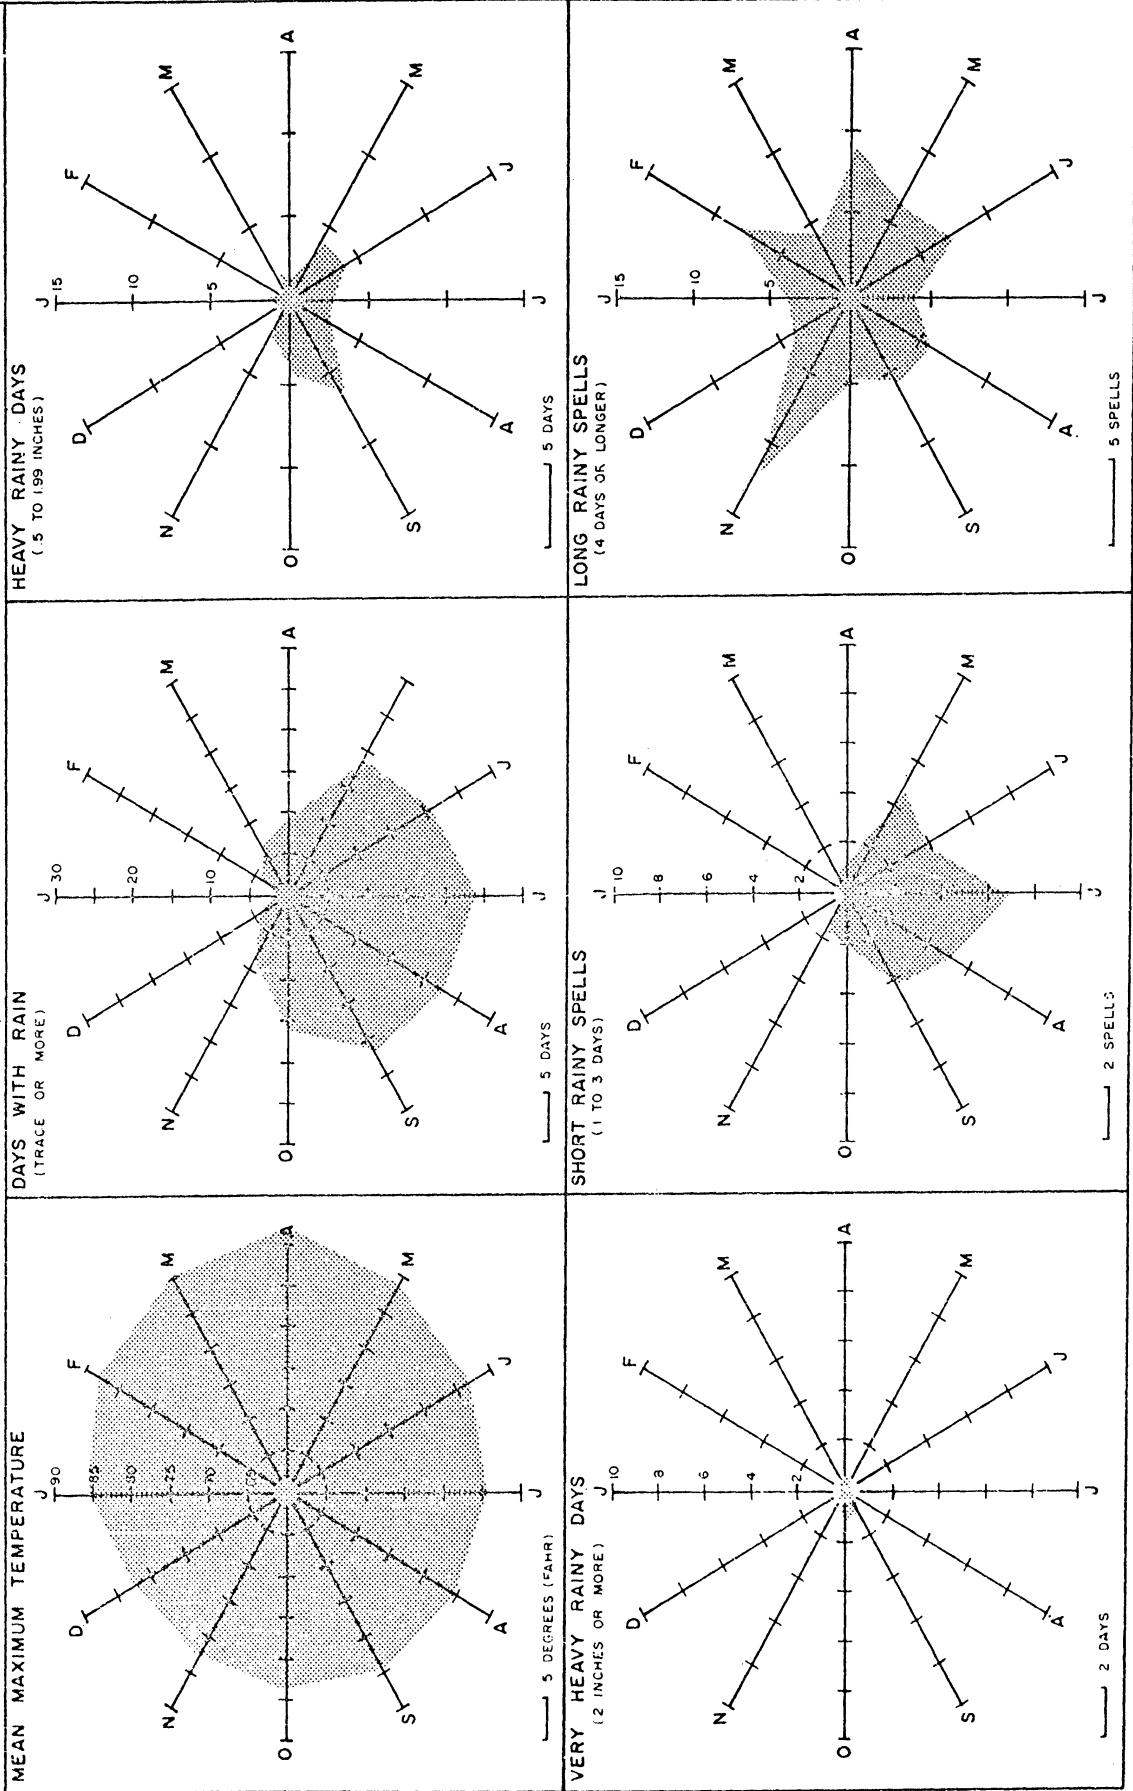 MEAN MAXIMUM TEMPERATURE
J
90
85
75
70
F
M
A
M
J
J
A
S
O
N
D
5 DEGREES (FAHR)
DAYS WITH RAIN
(TRACE OR MORE)
J
30
20
10
F
M
A
J
J
A
S
O
N
D
5 DAYS
HEAVY RAINY DAYS
(.5 TO 1.99 INCHES)
J
15
10
5
F
M
A
M
J
J
A
S
O
N
D
5 DAYS
VERY HEAVY RAINY DAYS
(2 INCHES OR MORE)
J
10
8
6
4
2
F
M
A
M
J
J
A
S
O
N
D
2 DAYS
SHORT RAINY SPELLS
(1 TO 3 DAYS)
J
10
8
6
4
2
F
M
A
M
J
J
A
S
O
N
D
2 SPELLS
LONG RAINY SPELLS
(4 DAYS OR LONGER)
J
15
10
5
F
M
A
M
J
J
A
S
O
N
D
5 SPELLS